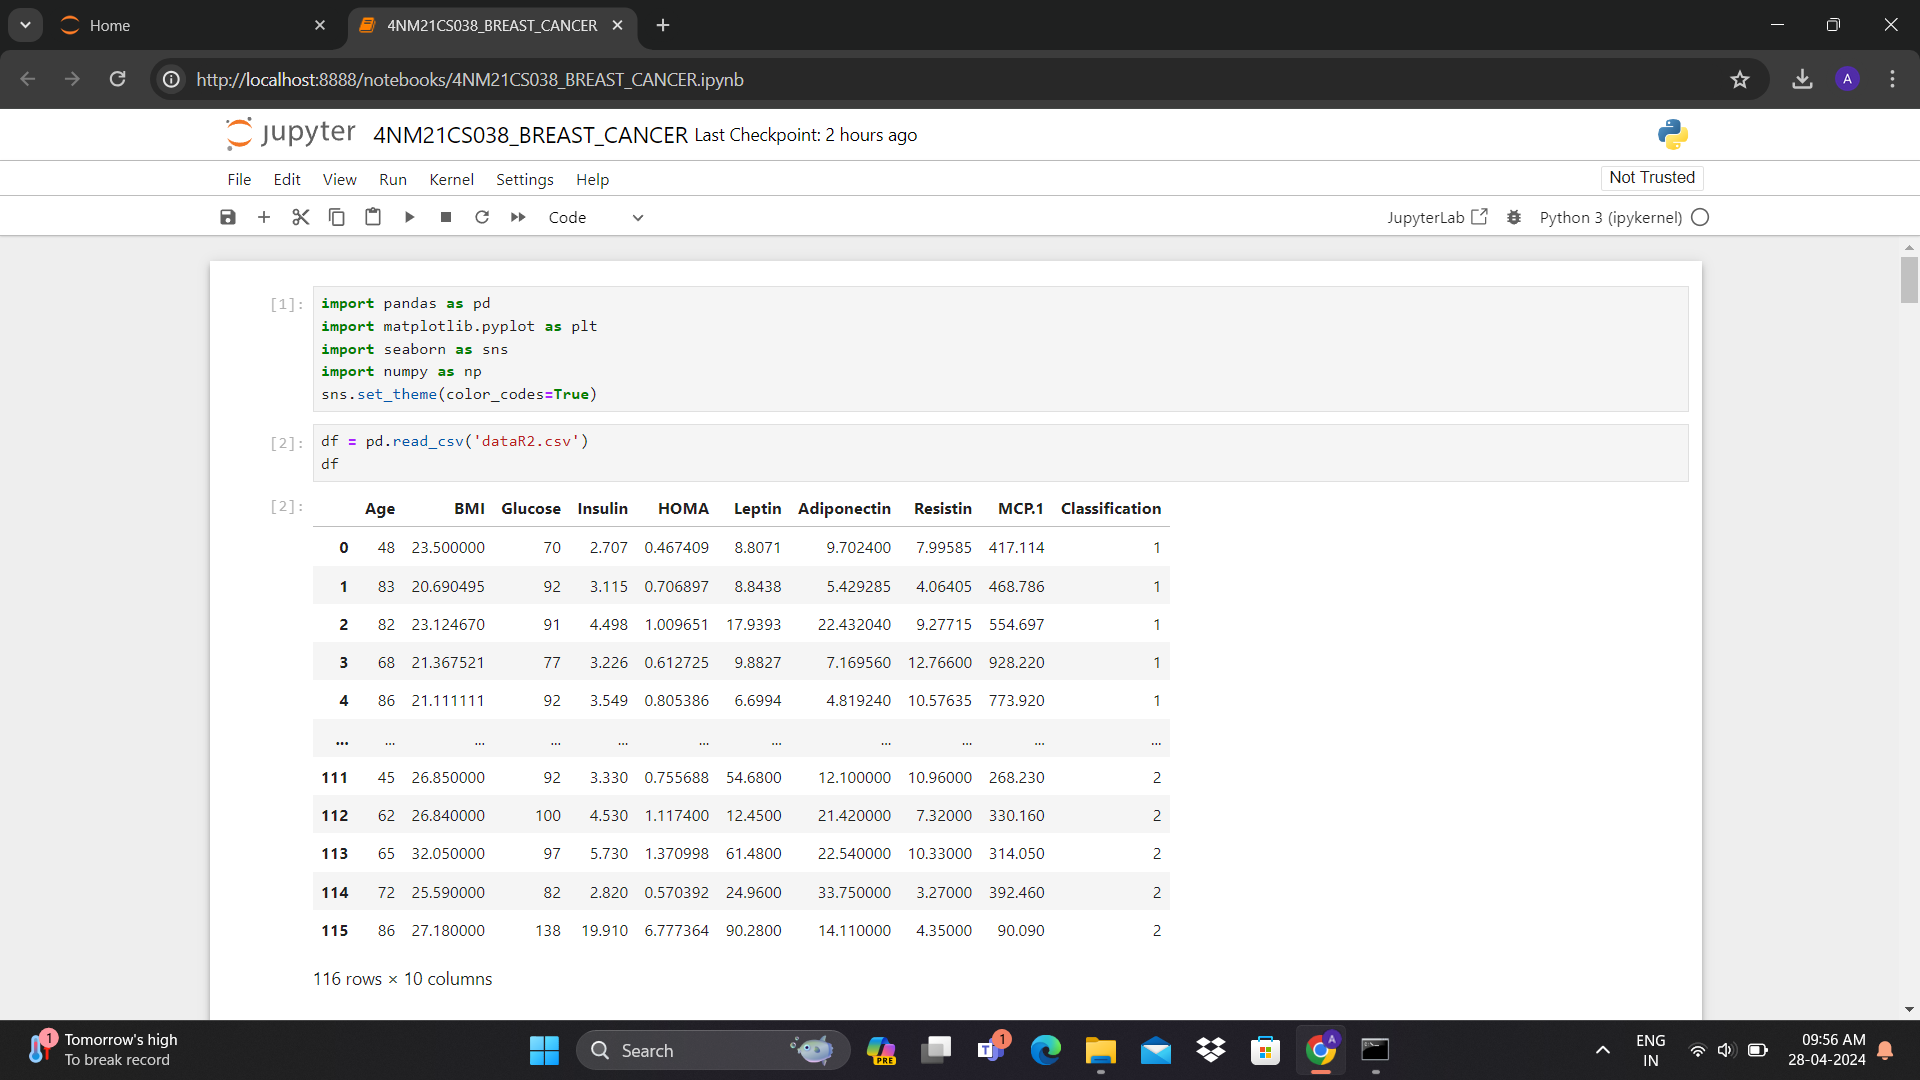 Home
4NM21CS038_BREAST_CANCER
http://localhost:8888/notebooks/4NM21CS038_BREAST_CANCER.ipynb
A
jupyter 4NM21CS038_BREAST_CANCER Last Checkpoint: 2 hours ago
File Edit View Run Kernel Settings Help
Not Trusted
Code
JupyterLab
Python 3 (ipykernel)
[1]:
import pandas as pd
import matplotlib.pyplot as plt
import seaborn as sns
import numpy as np
sns.set_theme(color_codes=True)
[2]:
df = pd.read_csv('dataR2.csv')
df
[2]:
Age BMI Glucose Insulin HOMA Leptin Adiponectin Resistin MCP.1 Classification
0 48 23.500000 70 2.707 0.467409 8.8071 9.702400 7.99585 417.114 1
1 83 20.690495 92 3.115 0.706897 8.8438 5.429285 4.06405 468.786 1
2 82 23.124670 91 4.498 1.009651 17.9393 22.432040 9.27715 554.697 1
3 68 21.367521 77 3.226 0.612725 9.8827 7.169560 12.76600 928.220 1
4 86 21.111111 92 3.549 0.805386 6.6994 4.819240 10.57635 773.920 1
... ... ... ... ... ... ... ... ... ... ...
111 45 26.850000 92 3.330 0.755688 54.6800 12.100000 10.96000 268.230 2
112 62 26.840000 100 4.530 1.117400 12.4500 21.420000 7.32000 330.160 2
113 65 32.050000 97 5.730 1.370998 61.4800 22.540000 10.33000 314.050 2
114 72 25.590000 82 2.820 0.570392 24.9600 33.750000 3.27000 392.460 2
115 86 27.180000 138 19.910 6.777364 90.2800 14.110000 4.35000 90.090 2
116 rows × 10 columns
1
Tomorrow's high
To break record
Search
PRE
T
1
A
ENG
IN
09:56 AM
28-04-2024